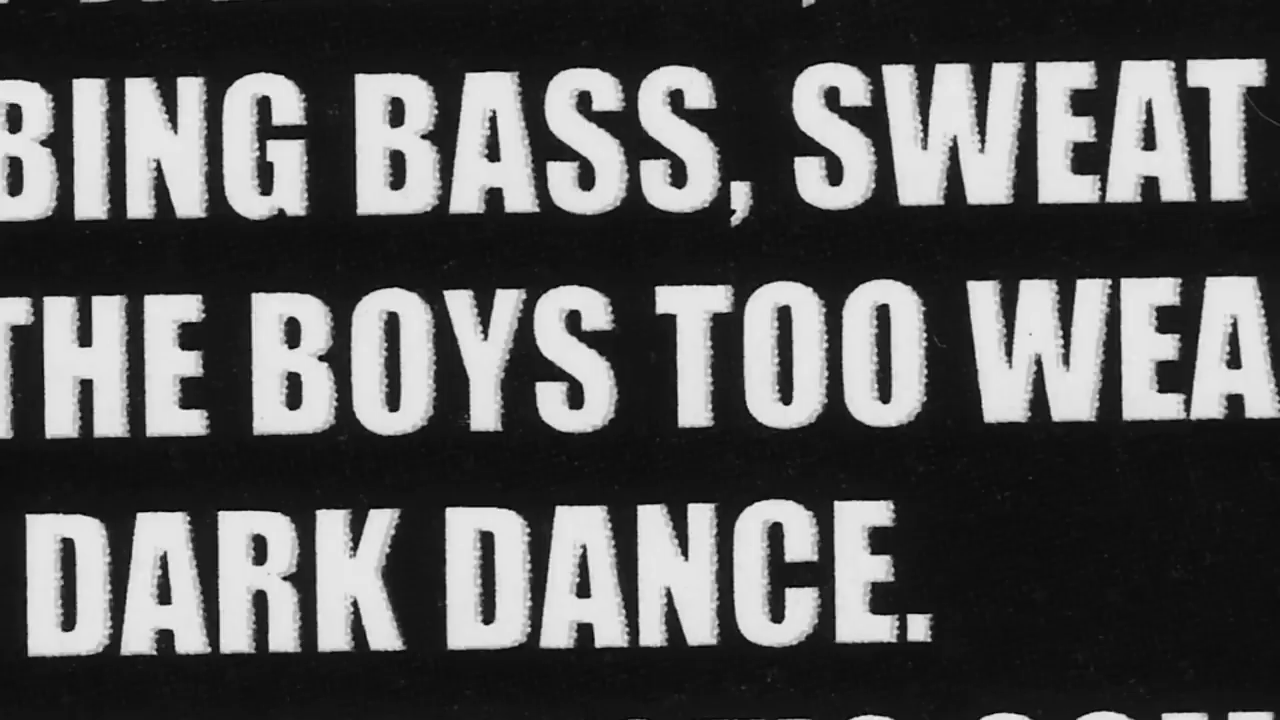 BING BASS, SWEAT
THE BOYS TOO WEA
DARK DANCE.